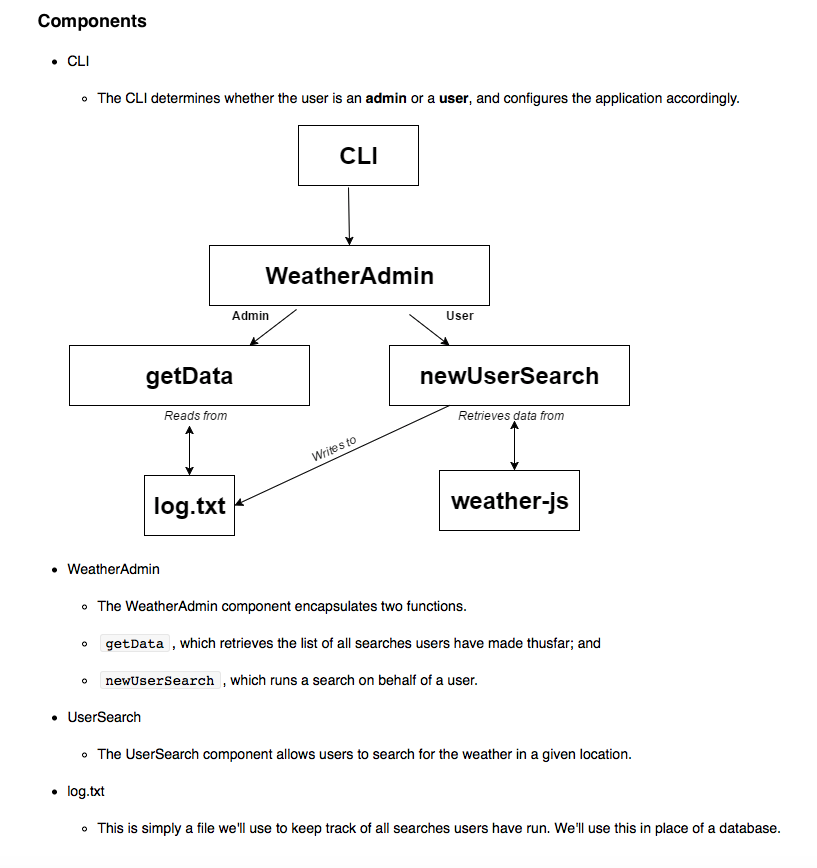 Components
CLI
The CLI determines whether the user is an admin or a user, and configures the application accordingly.
CLI
WeatherAdmin
Admin
User
getData
newUserSearch
Reads from
Retrieves data from
Writes to
log.txt
weather-js
WeatherAdmin
The WeatherAdmin component encapsulates two functions.
getData , which retrieves the list of all searches users have made thusfar; and
newUserSearch , which runs a search on behalf of a user.
UserSearch
The UserSearch component allows users to search for the weather in a given location.
log.txt
This is simply a file we'll use to keep track of all searches users have run. We'll use this in place of a database.